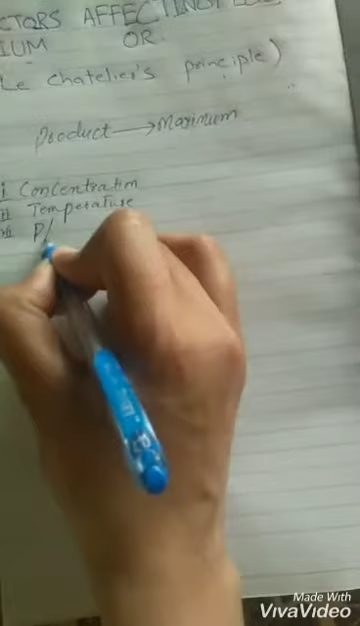 CTORS AFFECTING
IUM OR
(Le chatelier's principle)
Product → Maximum
i Concentration
ii Temperature
iii P/
Made With
VivaVideo